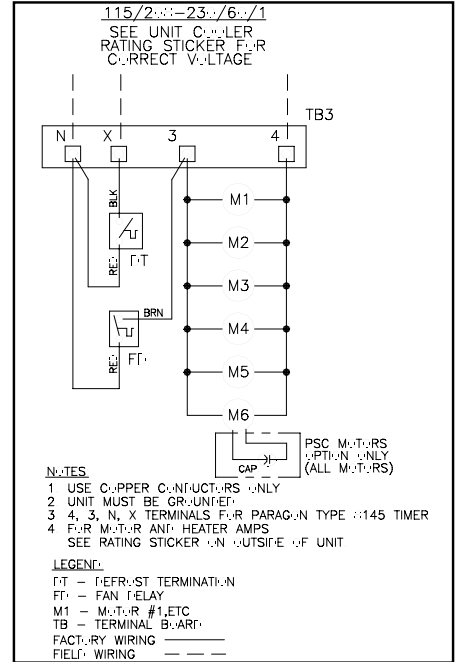 115/208-230/60/1
SEE UNIT COOLER
RATING STICKER FOR
CORRECT VOLTAGE
TB3
N X 3 4
BLK
M1
RED DT
M2
M3
BRN
M4
RED FD
M5
M6
CAP
PSC MOTORS
OPTION ONLY
(ALL MOTORS)
NOTES
1 USE COPPER CONDUCTORS ONLY
2 UNIT MUST BE GROUNDED
3 4, 3, N, X TERMINALS FOR PARAGON TYPE 8145 TIMER
4 FOR MOTOR AND HEATER AMPS
SEE RATING STICKER ON OUTSIDE OF UNIT
LEGEND
DT – DEFROST TERMINATION
FD – FAN DELAY
M1 – MOTOR #1,ETC
TB – TERMINAL BOARD
FACTORY WIRING
FIELD WIRING